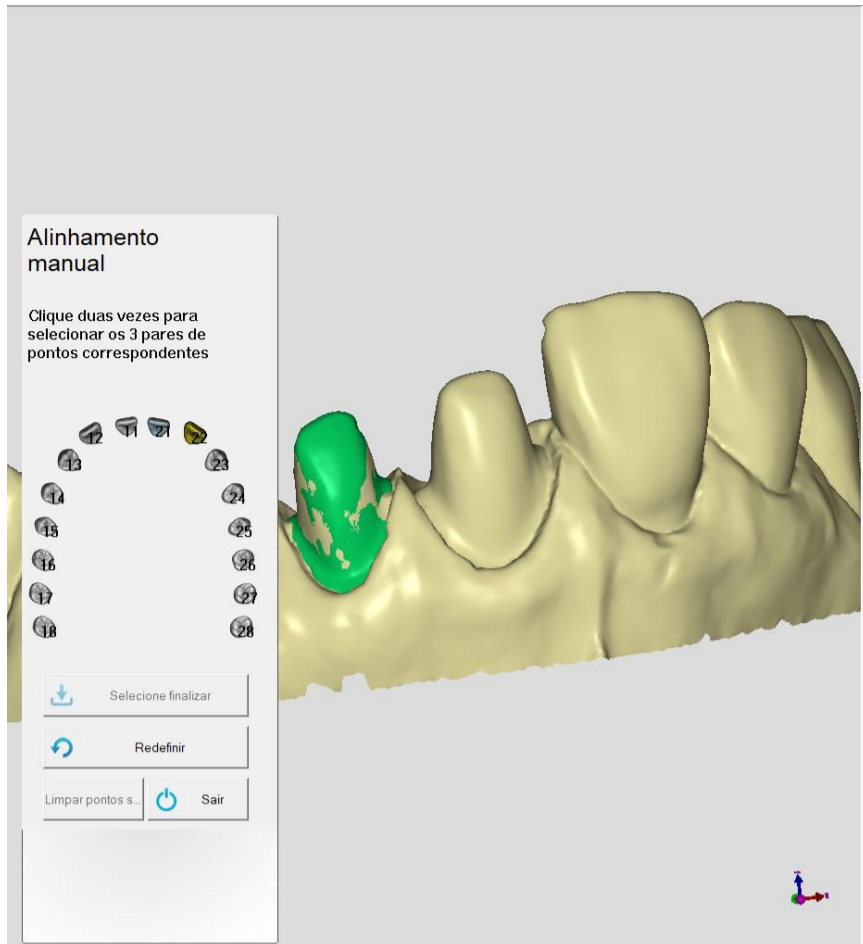 Alinhamento
manual
Clique duas vezes para
selecionar os 3 pares de
pontos correspondentes
12 11 21 22
13 23
14 24
15 25
16 26
17 27
18 28
Selecione finalizar
Redefinir
Limpar pontos s... Sair